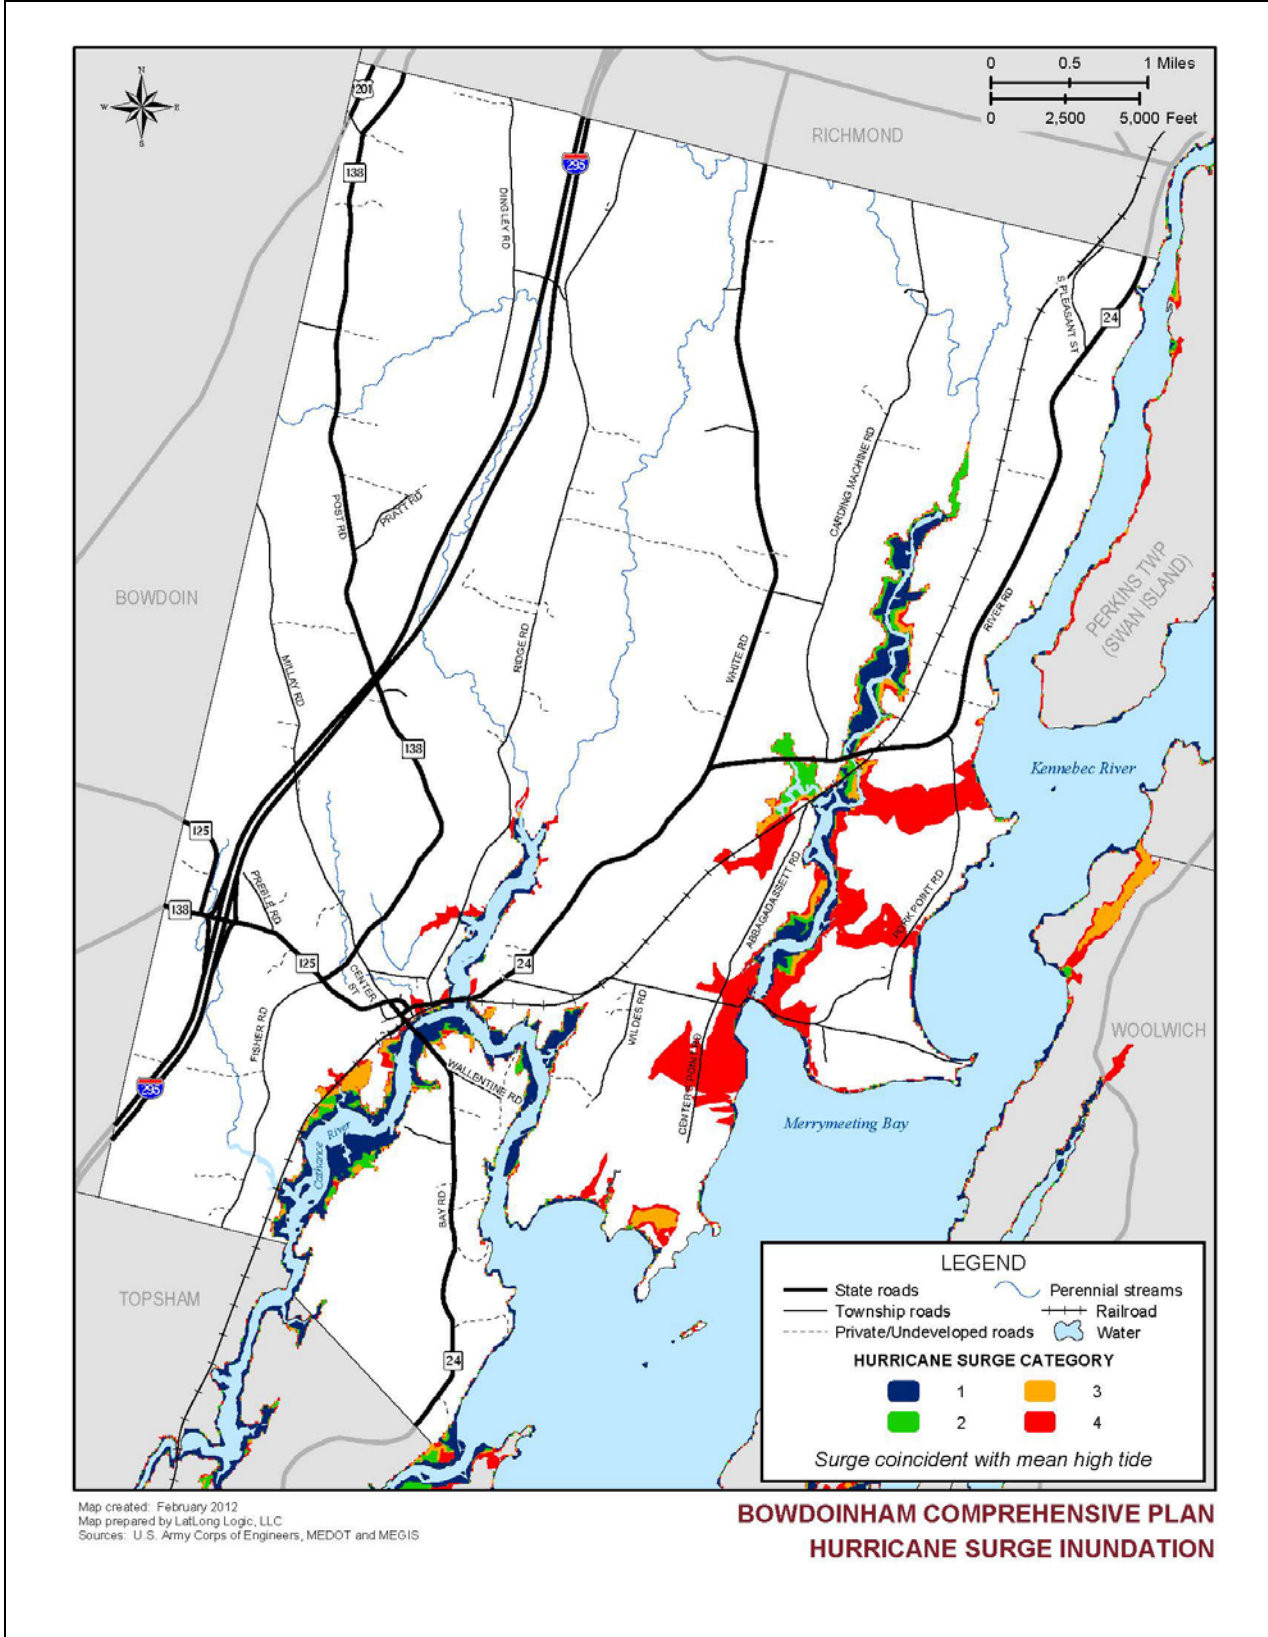 N
W
E
S
0 0.5 1 Miles
0 2,500 5,000 Feet
RICHMOND
201
138
295
DINGLEY RD
S PLEASANT ST
24
POST RD
PRATT RD
CARDING MACHINE RD
BOWDOIN
PERKINS TWP
(SWAN ISLAND)
RIVER RD
MILLAY RD
RIDGE RD
WHITE RD
138
Kennebec River
125
PREBLE RD
138
125
CENTER ST
24
ABBAGADASSETT RD
PORK POINT RD
FISHER RD
WILDES RD
WOOLWICH
295
WALLENTINE RD
CENTERS POINT RD
Merrymeeting Bay
Cathance River
BAY RD
TOPSHAM
24
LEGEND
State roads
Perennial streams
Township roads
Railroad
Private/Undeveloped roads
Water
HURRICANE SURGE CATEGORY
1 3
2 4
Surge coincident with mean high tide
Map created: February 2012
Map prepared by LatLong Logic, LLC
Sources: U.S. Army Corps of Engineers, MEDOT and MEGIS
BOWDOINHAM COMPREHENSIVE PLAN
HURRICANE SURGE INUNDATION